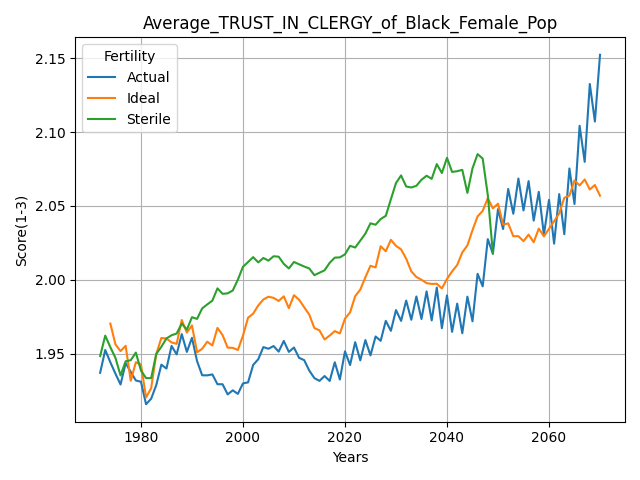 Average_TRUST_IN_CLERGY_of_Black_Female_Pop
Fertility
Actual
Ideal
Sterile
2.15
2.10
2.05
2.00
1.95
Score(1-3)
1980
2000
2020
2040
2060
Years